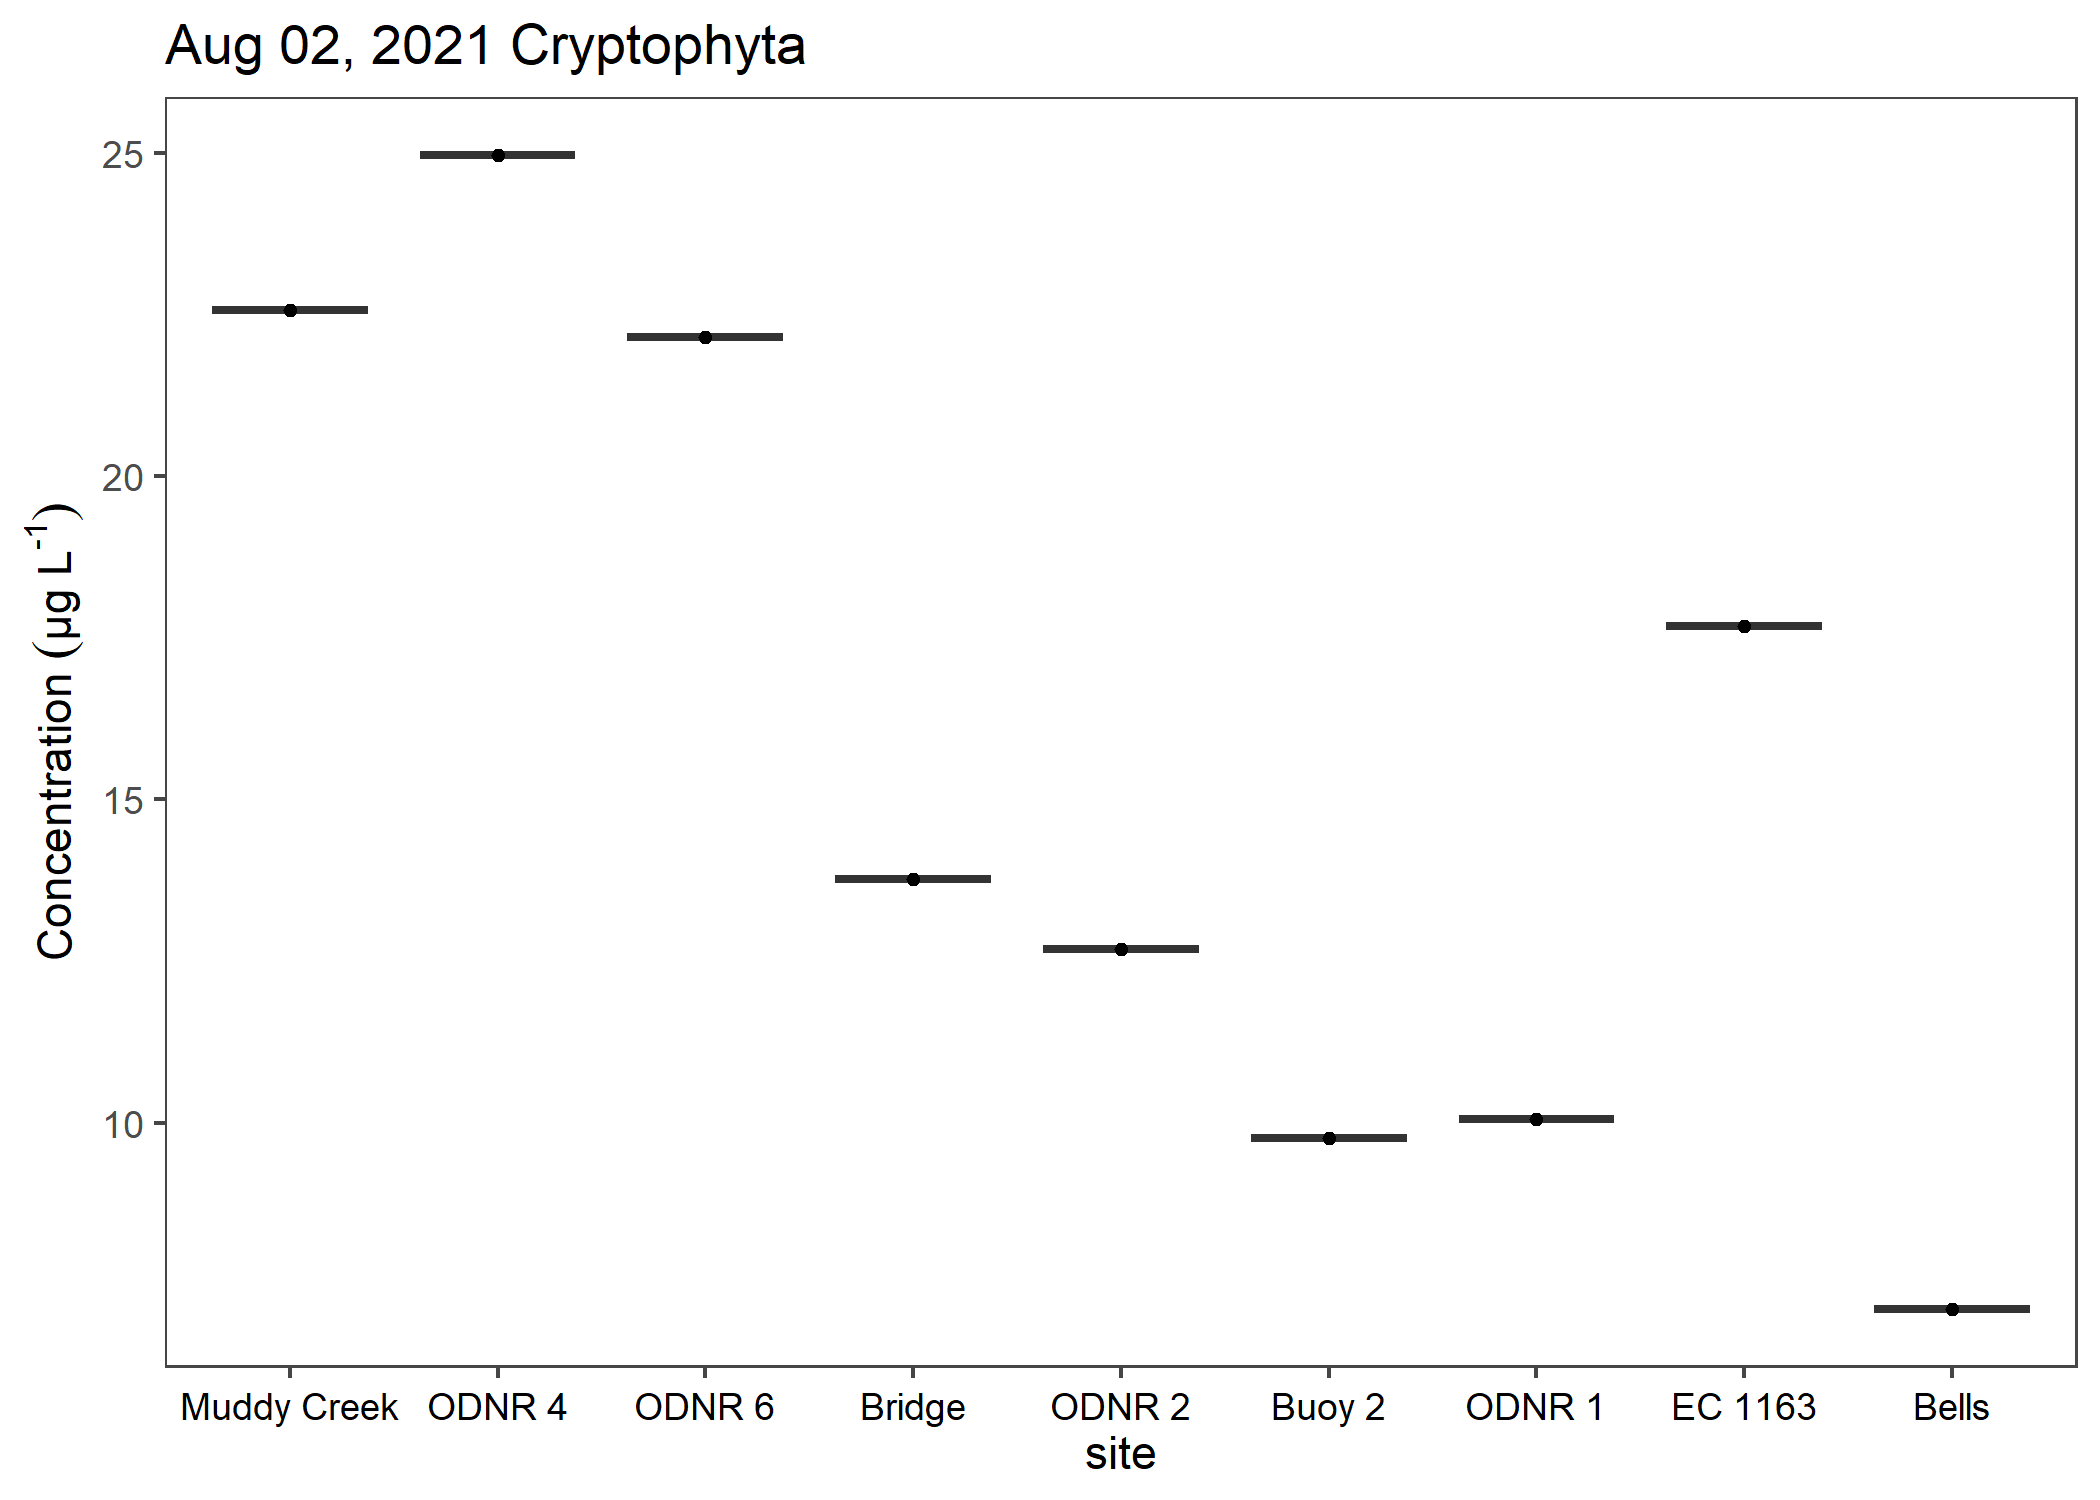 Aug 02, 2021 Cryptophyta
Concentration (µg L⁻¹)
25
20
15
10
Muddy Creek ODNR 4 ODNR 6 Bridge ODNR 2 Buoy 2 ODNR 1 EC 1163 Bells
site